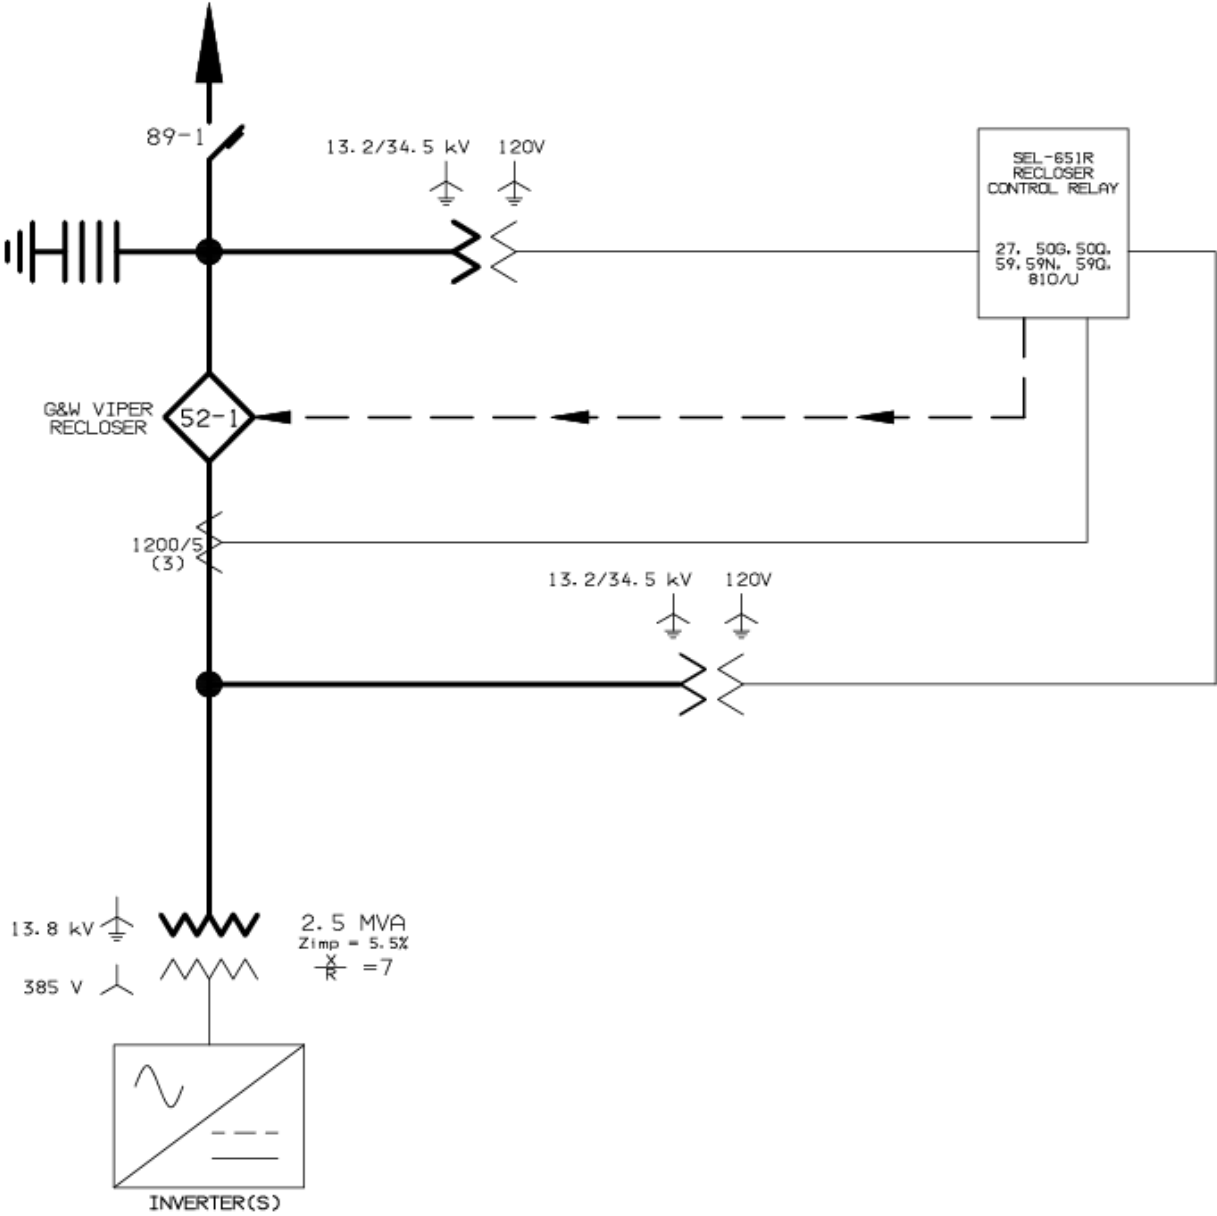 89-1
13.2/34.5 kV
120V
SEL-651R
RECLOSER
CONTROL RELAY
27, 50G, 50Q,
59, 59N, 59Q,
81O/U
G&W VIPER
RECLOSER
52-1
1200/5
(3)
13.2/34.5 kV
120V
13.8 kV
2.5 MVA
Zimp = 5.5%
X
R
=7
385 V
INVERTER(S)